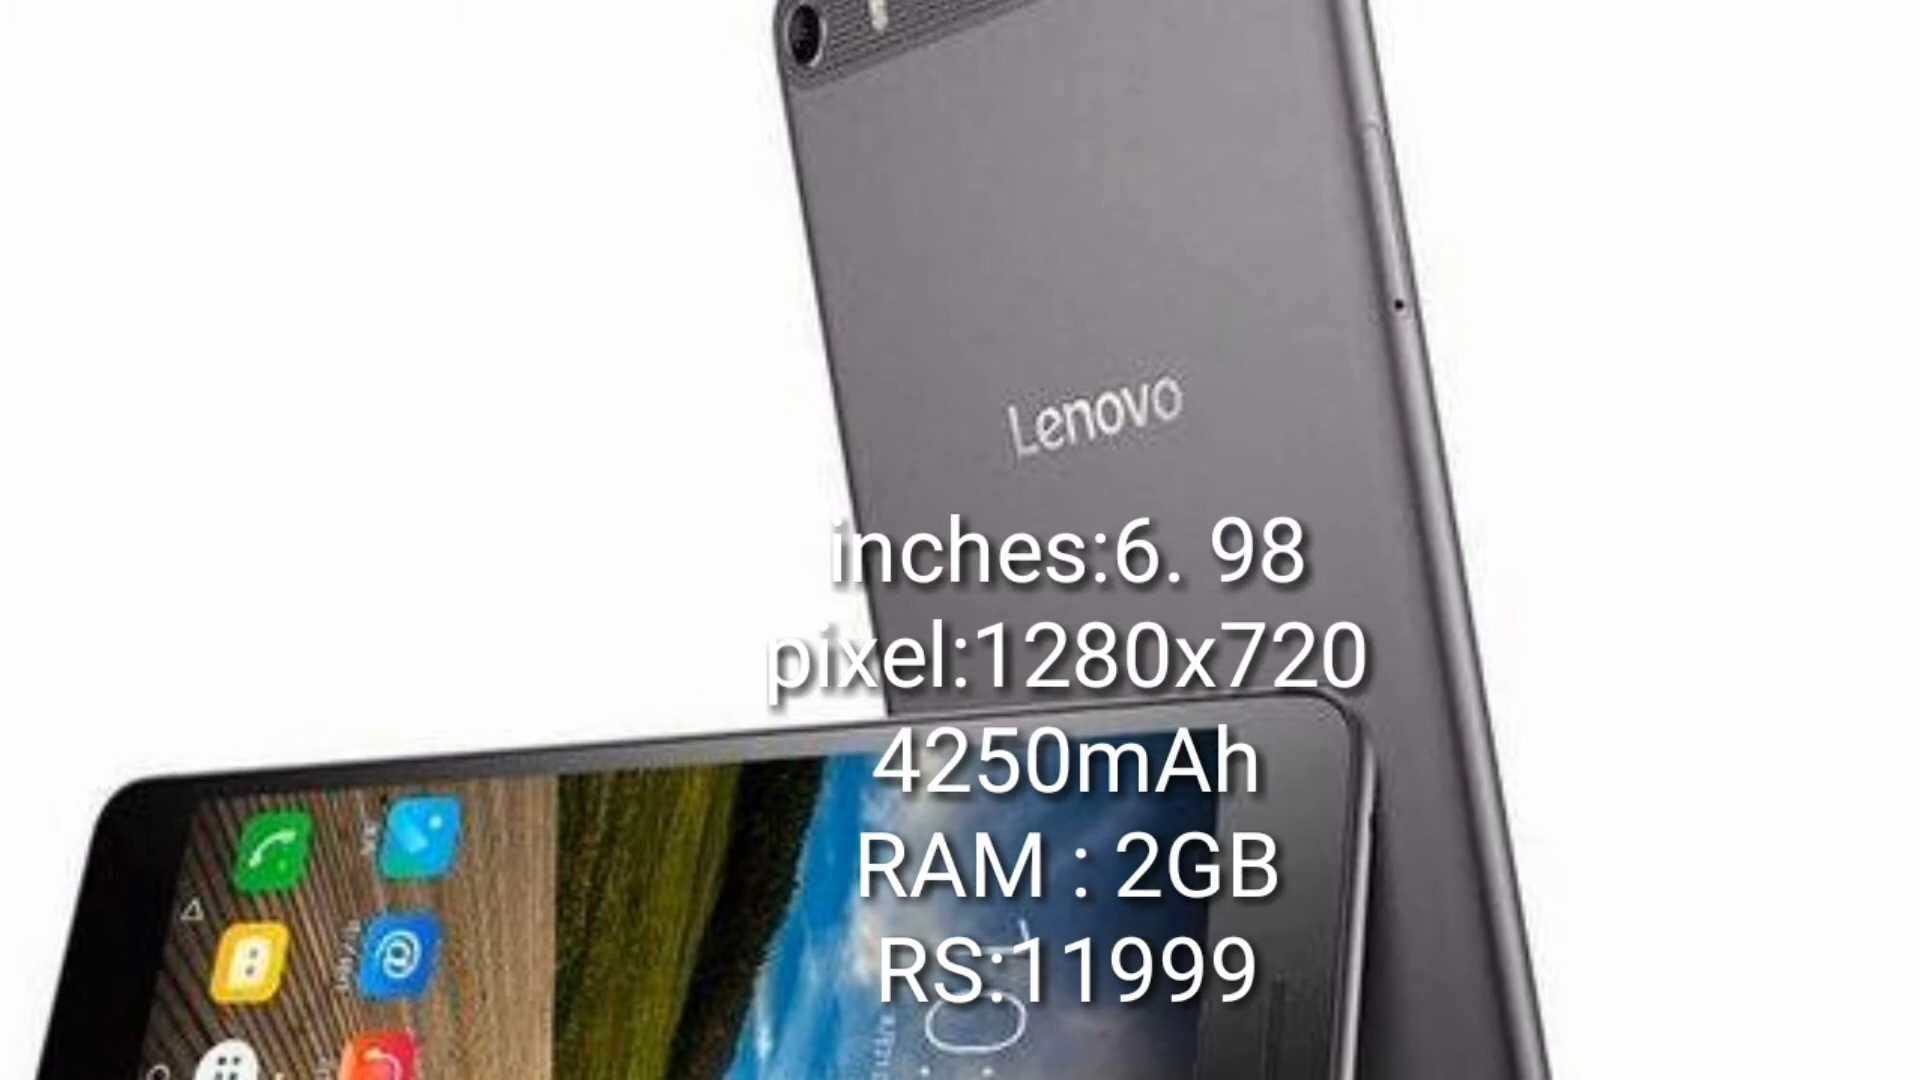 Lenovo
inches:6. 98
pixel:1280x720
4250mAh
RAM : 2GB
RS:11999